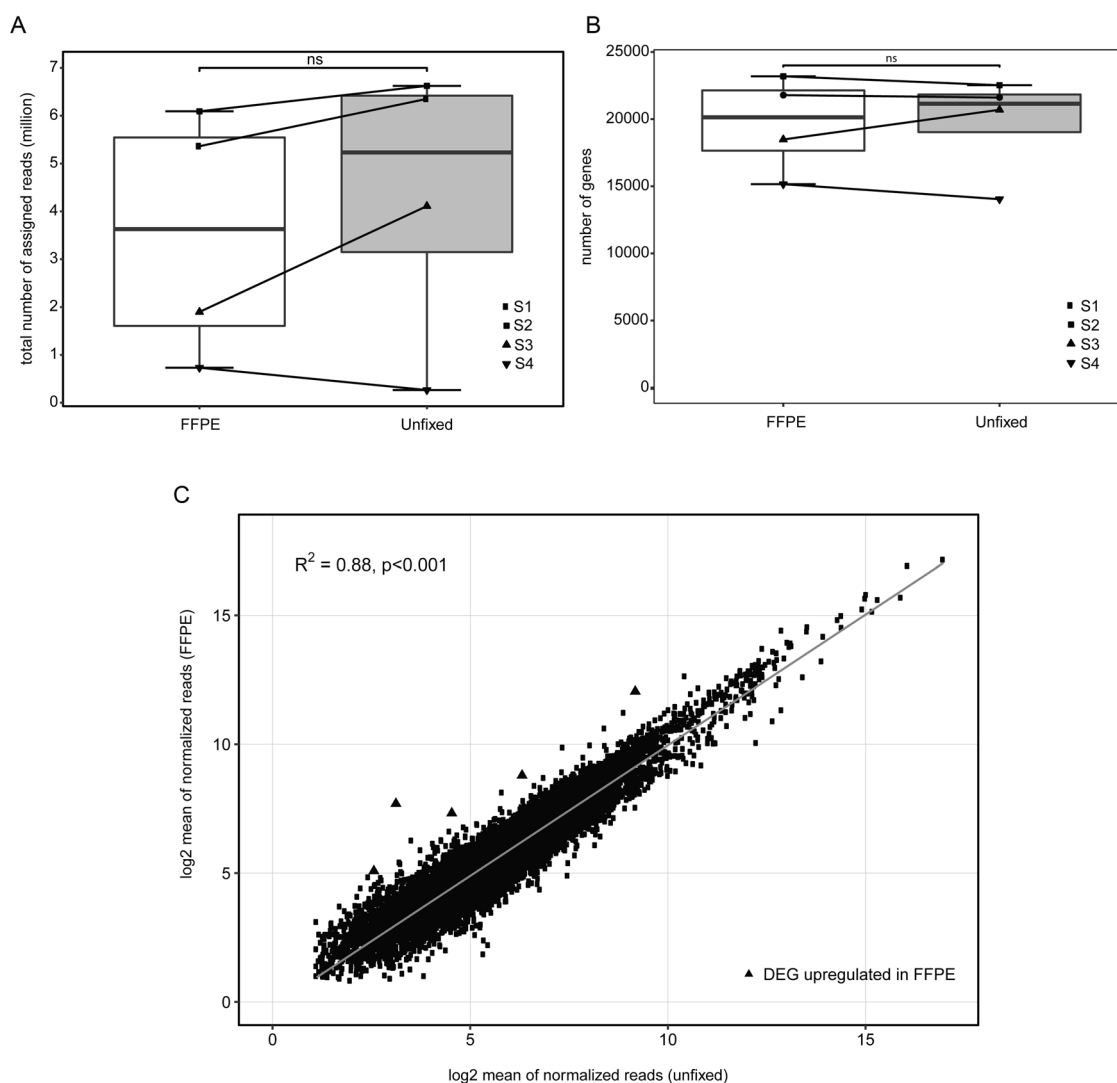 A
total number of assigned reads (million)
7
6
5
4
3
2
1
0
ns
S1
S2
S3
S4
FFPE
Unfixed
B
number of genes
25000
20000
15000
10000
5000
0
ns
S1
S2
S3
S4
FFPE
Unfixed
C
log2 mean of normalized reads (FFPE)
R² = 0.88, p<0.001
15
10
5
0
DEG upregulated in FFPE
0 5 10 15
log2 mean of normalized reads (unfixed)